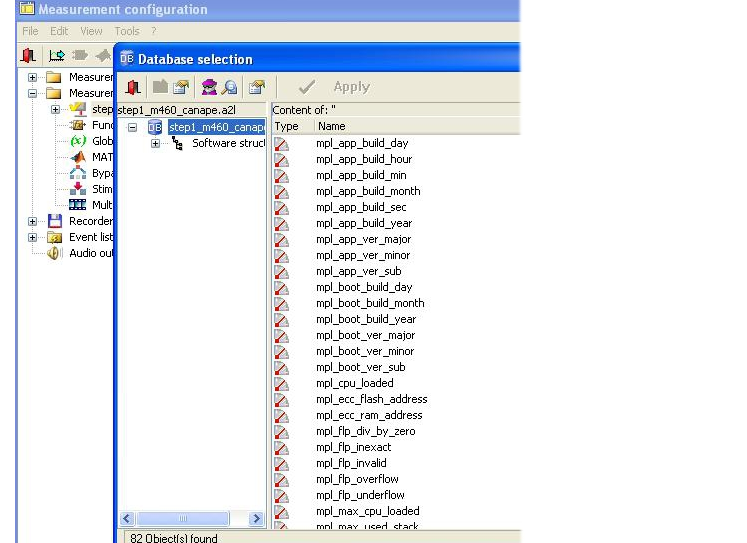 Measurement configuration
File Edit View Tools ?
Database selection
Apply
step1_m460_canape.a2l
Content of: "
Type Name
step1_m460_canape
Software struct
mpl_app_build_day
mpl_app_build_hour
mpl_app_build_min
mpl_app_build_month
mpl_app_build_sec
mpl_app_build_year
mpl_app_ver_major
mpl_app_ver_minor
mpl_app_ver_sub
mpl_boot_build_day
mpl_boot_build_month
mpl_boot_build_year
mpl_boot_ver_major
mpl_boot_ver_minor
mpl_boot_ver_sub
mpl_cpu_loaded
mpl_ecc_flash_address
mpl_ecc_ram_address
mpl_flp_div_by_zero
mpl_flp_inexact
mpl_flp_invalid
mpl_flp_overflow
mpl_flp_underflow
mpl_max_cpu_loaded
mpl_max_used_stack
82 Object(s) found
Measurer
Measurer
step
Func
Glob
MAT
Bypa
Stim
Mult
Recorder
Event list
Audio ou